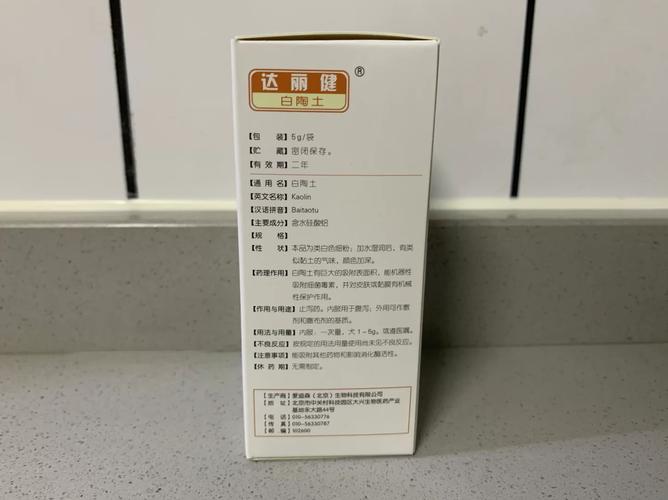 达丽健®
白陶土
【包 装】5g/袋
【贮 藏】密闭保存。
【有 效 期】二年
【通 用 名】白陶土
【英文名称】Kaolin
【汉语拼音】Baitaotu
【主要成分】含水硅酸铝
【规 格】
【性 状】本品为类白色细粉;加水湿润后,有类
似黏土的气味,颜色加深。
【药理作用】白陶土有巨大的吸附表面积,能机器性
吸附细菌毒素,并对皮肤或黏膜有机械
性保护作用。
【作用与用途】止泻药。内服用于腹泻;外用可作敷
剂和撒布剂的基质。
【用法与用量】内服,一次量,犬1~5g。或遵医嘱。
【不良反应】按规定的用法用量使用尚未见不良反应。
【注意事项】能吸附其他药物和影响消化酶活性。
【休 药 期】无需制定。
【生产商】爱迪森(北京)生物科技有限公司
【地 址】北京市中关村科技园区大兴生物医药产业
基地永大路44号
【电 话】010-56330776
【传 真】010-56330787
【邮 编】102600